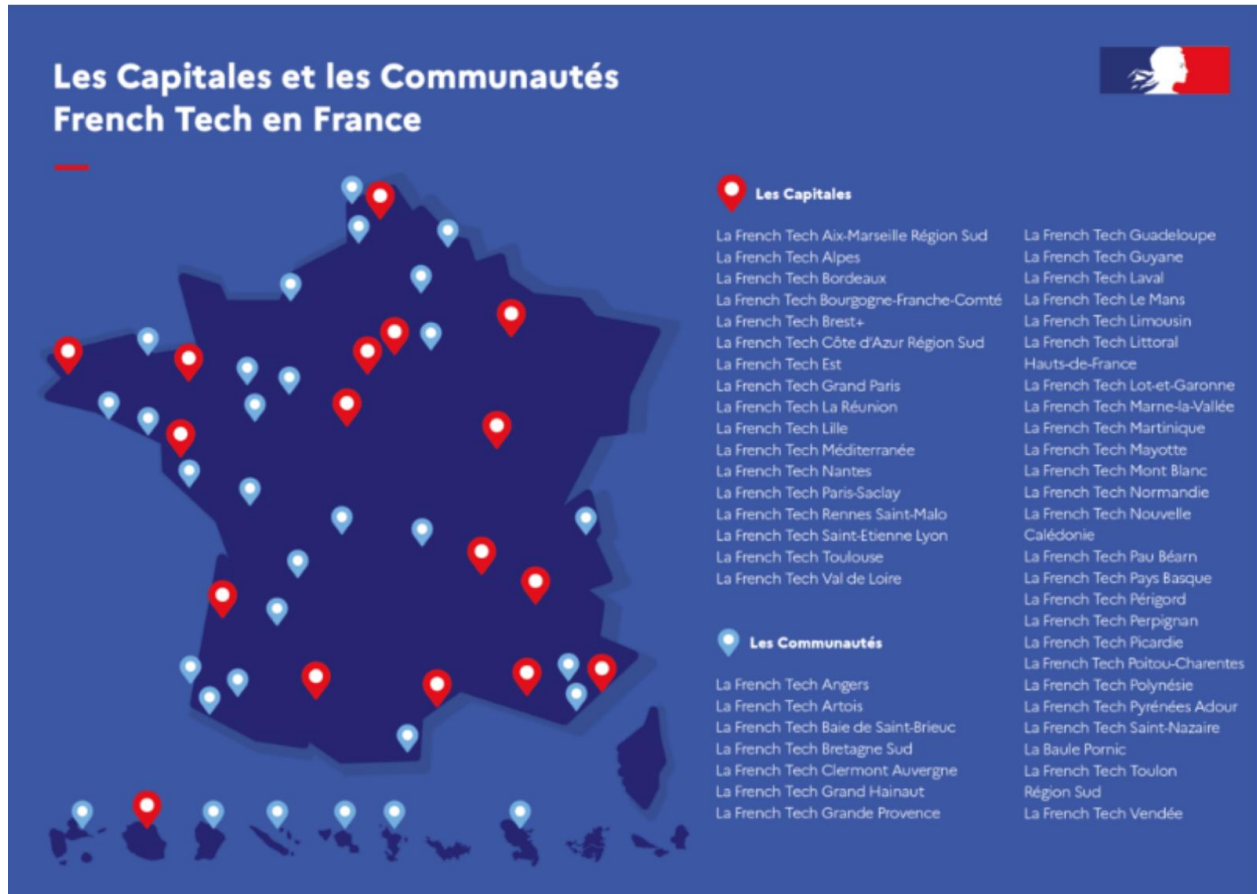 Les Capitales et les Communautés
French Tech en France
Les Capitales
La French Tech Aix-Marseille Région Sud
La French Tech Alpes
La French Tech Bordeaux
La French Tech Bourgogne-Franche-Comté
La French Tech Brest+
La French Tech Côte d'Azur Région Sud
La French Tech Est
La French Tech Grand Paris
La French Tech La Réunion
La French Tech Lille
La French Tech Méditerranée
La French Tech Nantes
La French Tech Paris-Saclay
La French Tech Rennes Saint-Malo
La French Tech Saint-Etienne Lyon
La French Tech Toulouse
La French Tech Val de Loire
Les Communautés
La French Tech Angers
La French Tech Artois
La French Tech Baie de Saint-Brieuc
La French Tech Bretagne Sud
La French Tech Clermont Auvergne
La French Tech Grand Hainaut
La French Tech Grande Provence
La French Tech Guadeloupe
La French Tech Guyane
La French Tech Laval
La French Tech Le Mans
La French Tech Limousin
La French Tech Littoral
Hauts-de-France
La French Tech Lot-et-Garonne
La French Tech Marne-la-Vallée
La French Tech Martinique
La French Tech Mayotte
La French Tech Mont Blanc
La French Tech Normandie
La French Tech Nouvelle
Calédonie
La French Tech Pau Béarn
La French Tech Pays Basque
La French Tech Périgord
La French Tech Perpignan
La French Tech Picardie
La French Tech Poitou-Charentes
La French Tech Polynésie
La French Tech Pyrénées Adour
La French Tech Saint-Nazaire
La Baule Pornic
La French Tech Toulon
Région Sud
La French Tech Vendée